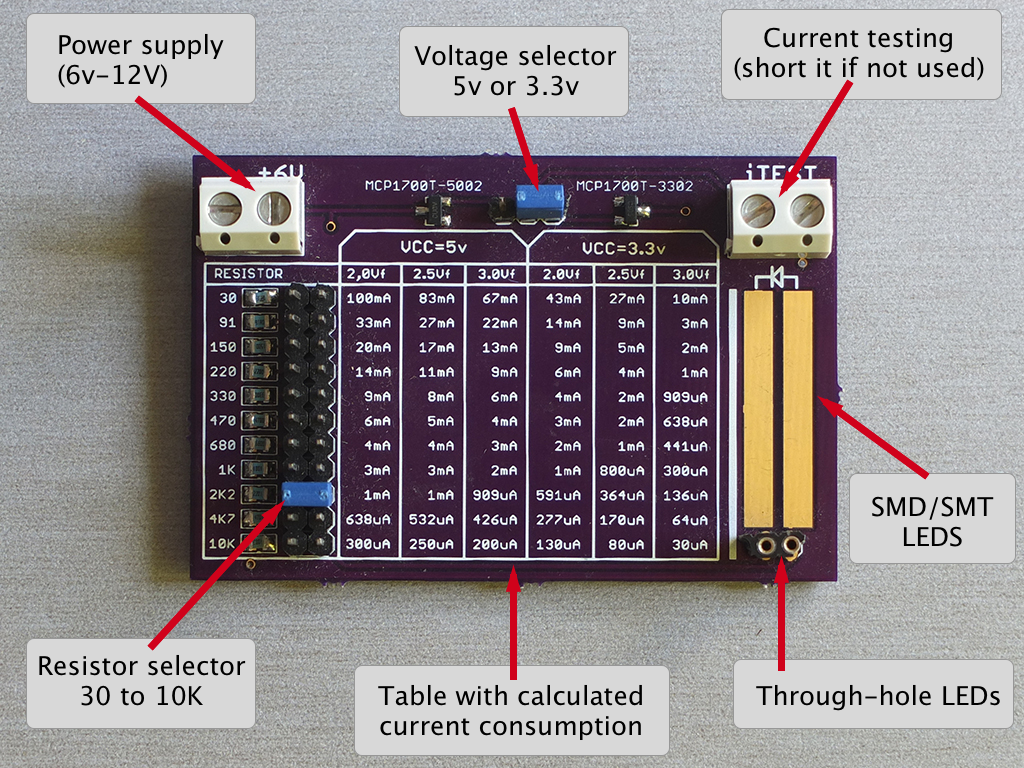 Power supply
(6v-12V)
Voltage selector
5v or 3.3v
Current testing
(short it if not used)
+6V
MCP1700T-5002
MCP1700T-3302
iTEST
VCC=5v
VCC=3.3v
RESISTOR 2,0Vf 2.5Vf 3.0Vf 2.0Vf 2.5Vf 3.0Vf
30 100mA 83mA 67mA 43mA 27mA 10mA
91 33mA 27mA 22mA 14mA 9mA 3mA
150 20mA 17mA 13mA 9mA 5mA 2mA
220 14mA 11mA 9mA 6mA 4mA 1mA
330 9mA 8mA 6mA 4mA 2mA 909uA
470 6mA 5mA 4mA 3mA 2mA 638uA
680 4mA 4mA 3mA 2mA 1mA 441uA
1K 3mA 3mA 2mA 1mA 800uA 300uA
2K2 1mA 1mA 909uA 591uA 364uA 136uA
4K7 638uA 532uA 426uA 277uA 170uA 64uA
10K 300uA 250uA 200uA 130uA 80uA 30uA
SMD/SMT
LEDS
Resistor selector
30 to 10K
Table with calculated
current consumption
Through-hole LEDs